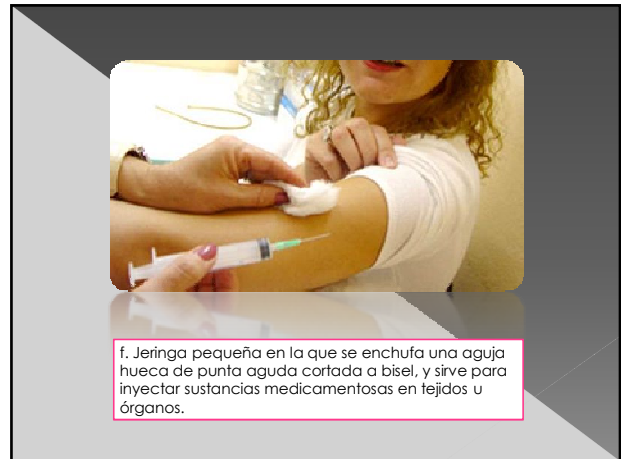 f. Jeringa pequeña en la que se enchufa una aguja
hueca de punta aguda cortada a bisel, y sirve para
inyectar sustancias medicamentosas en tejidos u
órganos.